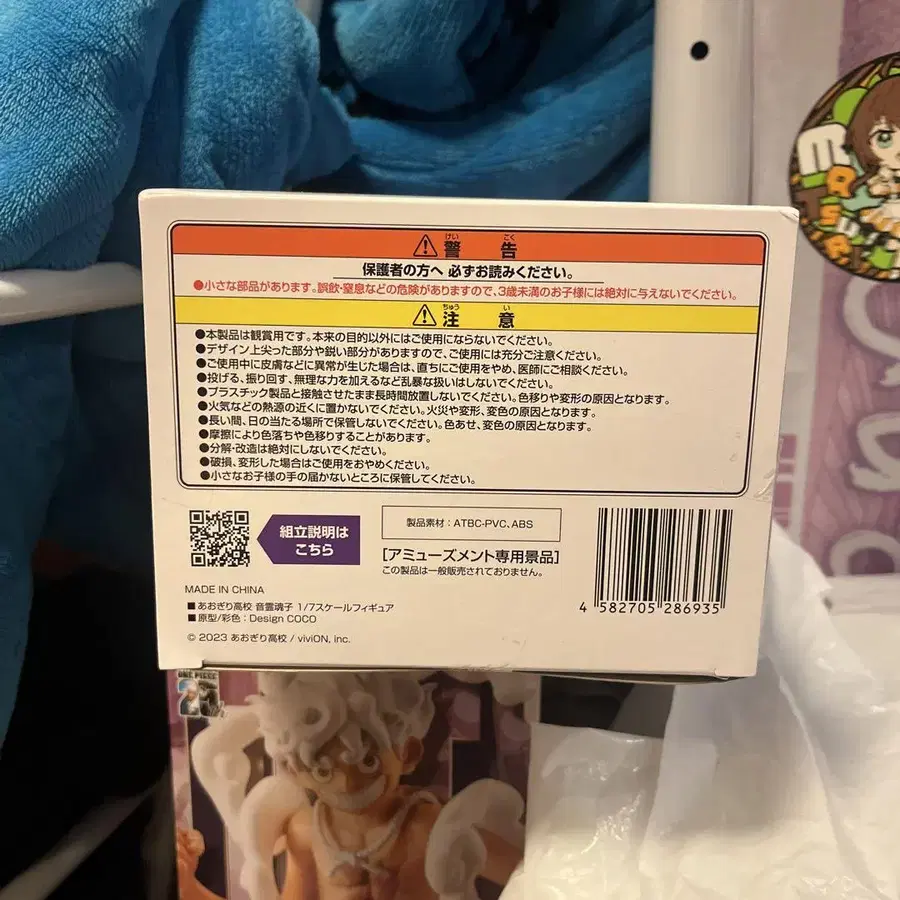 警告
保護者の方へ 必ずお読みください。
●小さな部品があります。誤飲・窒息などの危険がありますので、3歳未満のお子様には絶対に与えないでください。
注意
●本製品は観賞用です。本来の目的以外にはご使用にならないでください。
●デザイン上尖った部分や鋭い部分がありますので、ご使用には充分ご注意ください。
●ご使用中に皮膚などに異常が生じた場合は、直ちにご使用をやめ、医師にご相談ください。
●投げる、振り回す、無理な力を加えるなど乱暴な扱いはしないでください。
●プラスチック製品と接触させたまま長時間放置しないでください。色移りや変形の原因となります。
●火気などの熱源の近くに置かないでください。火災や変形、変色の原因となります。
●長い間、日の当たる場所で保管しないでください。色あせ、変色の原因となります。
●摩擦により色落ちや色移りすることがあります。
●分解・改造は絶対にしないでください。
●破損、変形した場合はご使用をおやめください。
●小さなお子様の手の届かないところに保管してください。
組立説明は
こちら
製品素材:ATBC-PVC、ABS
[アミューズメント専用景品]
この製品は一般販売されておりません。
4 582705 286935
MADE IN CHINA
■あおぎり高校 音霊魂子 1/7スケールフィギュア
■原型/彩色:Design COCO
© 2023 あおぎり高校 / viviON, inc.
ONE PIECE